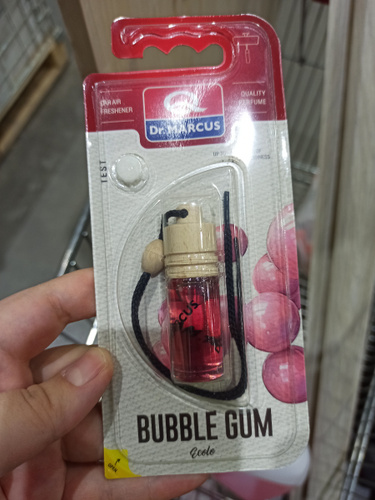 CAR AIR
FRESHENER
QUALITY
PERFUME
DR. MARCUS
TEST
BUBBLE GUM
Ecolo